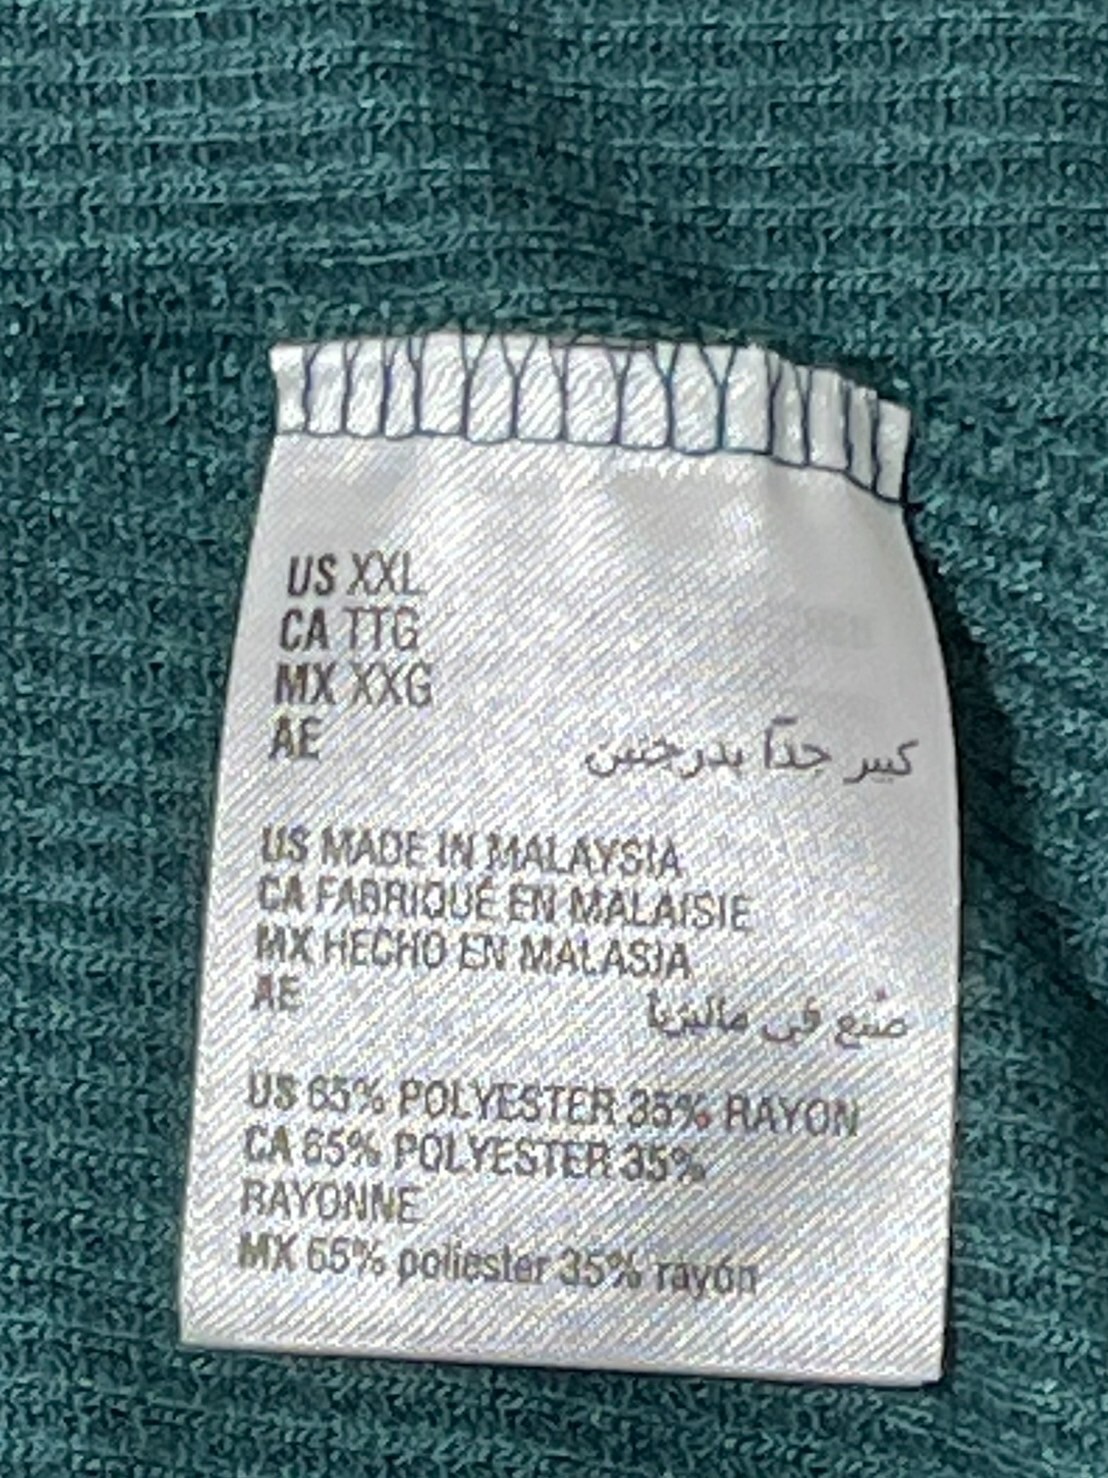 US XXL
CA TTG
MX XXG
AE كبير جداً بدرجتين
US MADE IN MALAYSIA
CA FABRIQUÉ EN MALAISIE
MX HECHO EN MALASIA
AE صُنع في ماليزيا
US 65% POLYESTER 35% RAYON
CA 65% POLYESTER 35%
RAYONNE
MX 65% poliester 35% rayón